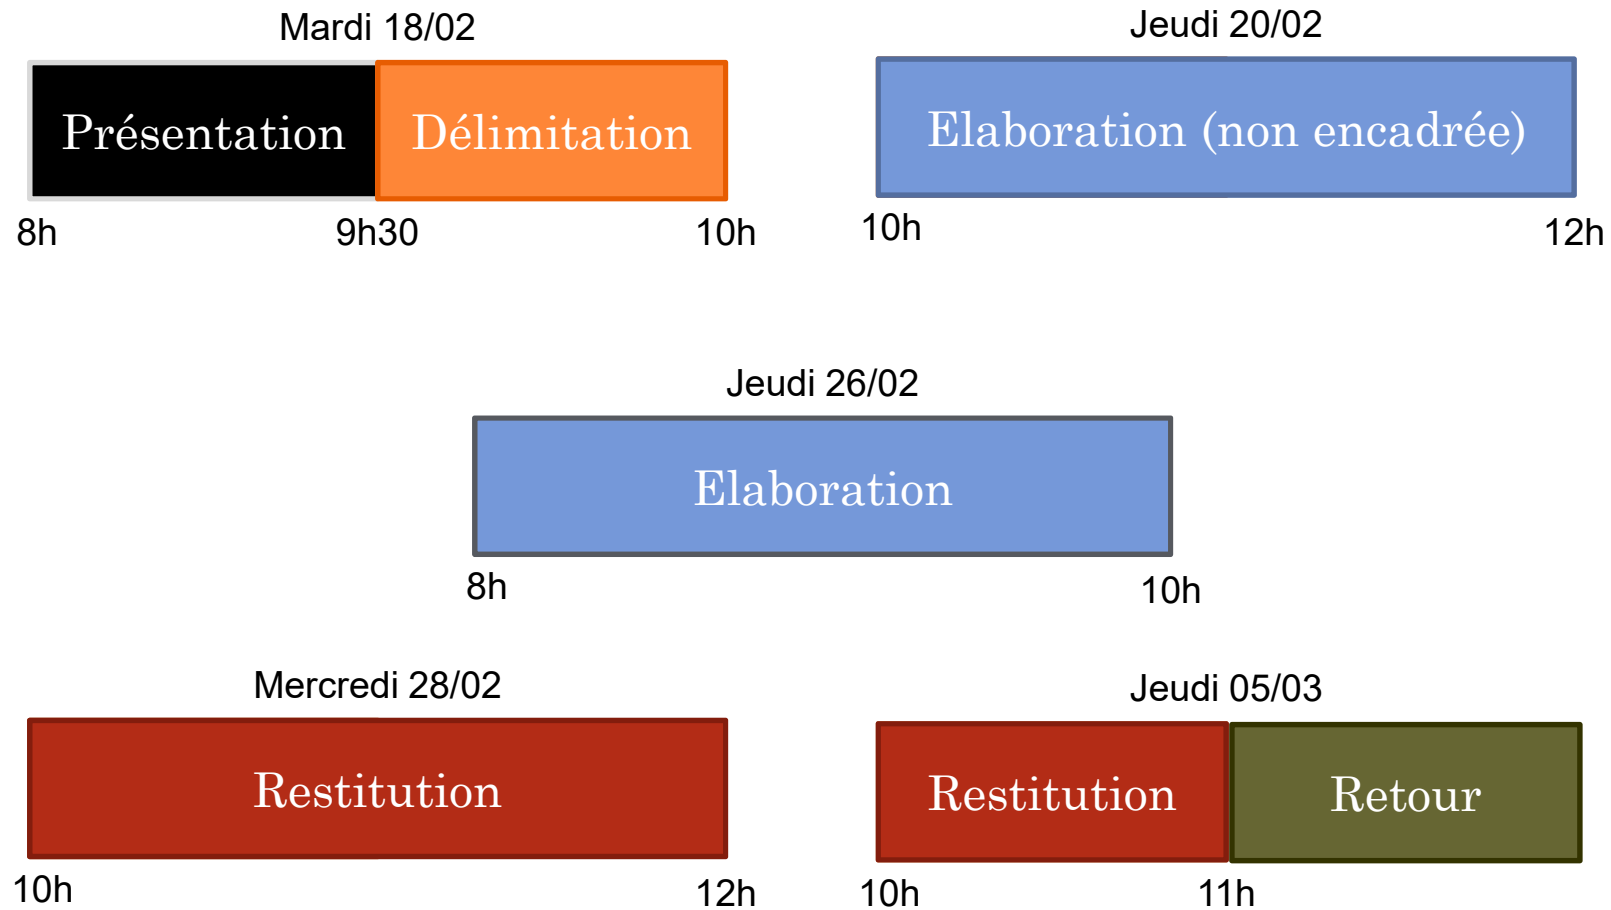 Mardi 18/02
Présentation
Délimitation
8h
9h30
10h
Jeudi 20/02
Elaboration (non encadrée)
10h
12h
Jeudi 26/02
Elaboration
8h
10h
Mercredi 28/02
Restitution
10h
12h
Jeudi 05/03
Restitution
Retour
10h
11h